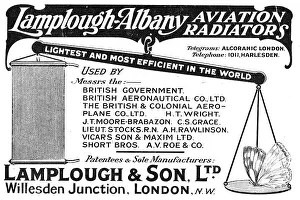 Lamplough-Albany AVIATION
RADIATORS
Telegrams: ALCORANIC LONDON.
Telephone: 1011, HARLESDEN.
LIGHTEST AND MOST EFFICIENT IN THE WORLD
USED BY
Messrs the:
BRITISH GOVERNMENT.
BRITISH AERONAUTICAL CO., LTD.
THE BRITISH & COLONIAL AERO-
PLANE CO., LTD. H.T. WRIGHT.
J.T. MOORE-BRABAZON. C.S. GRACE.
LIEUT. STOCKS. R.N. A.H. RAWLINSON.
VICARS SON & MAXIM LTD.
SHORT BROS. A.V. ROE & CO.
Patentees & Sole Manufacturers:
LAMPLOUGH & SON, LTD
Willesden Junction, LONDON, N.W.